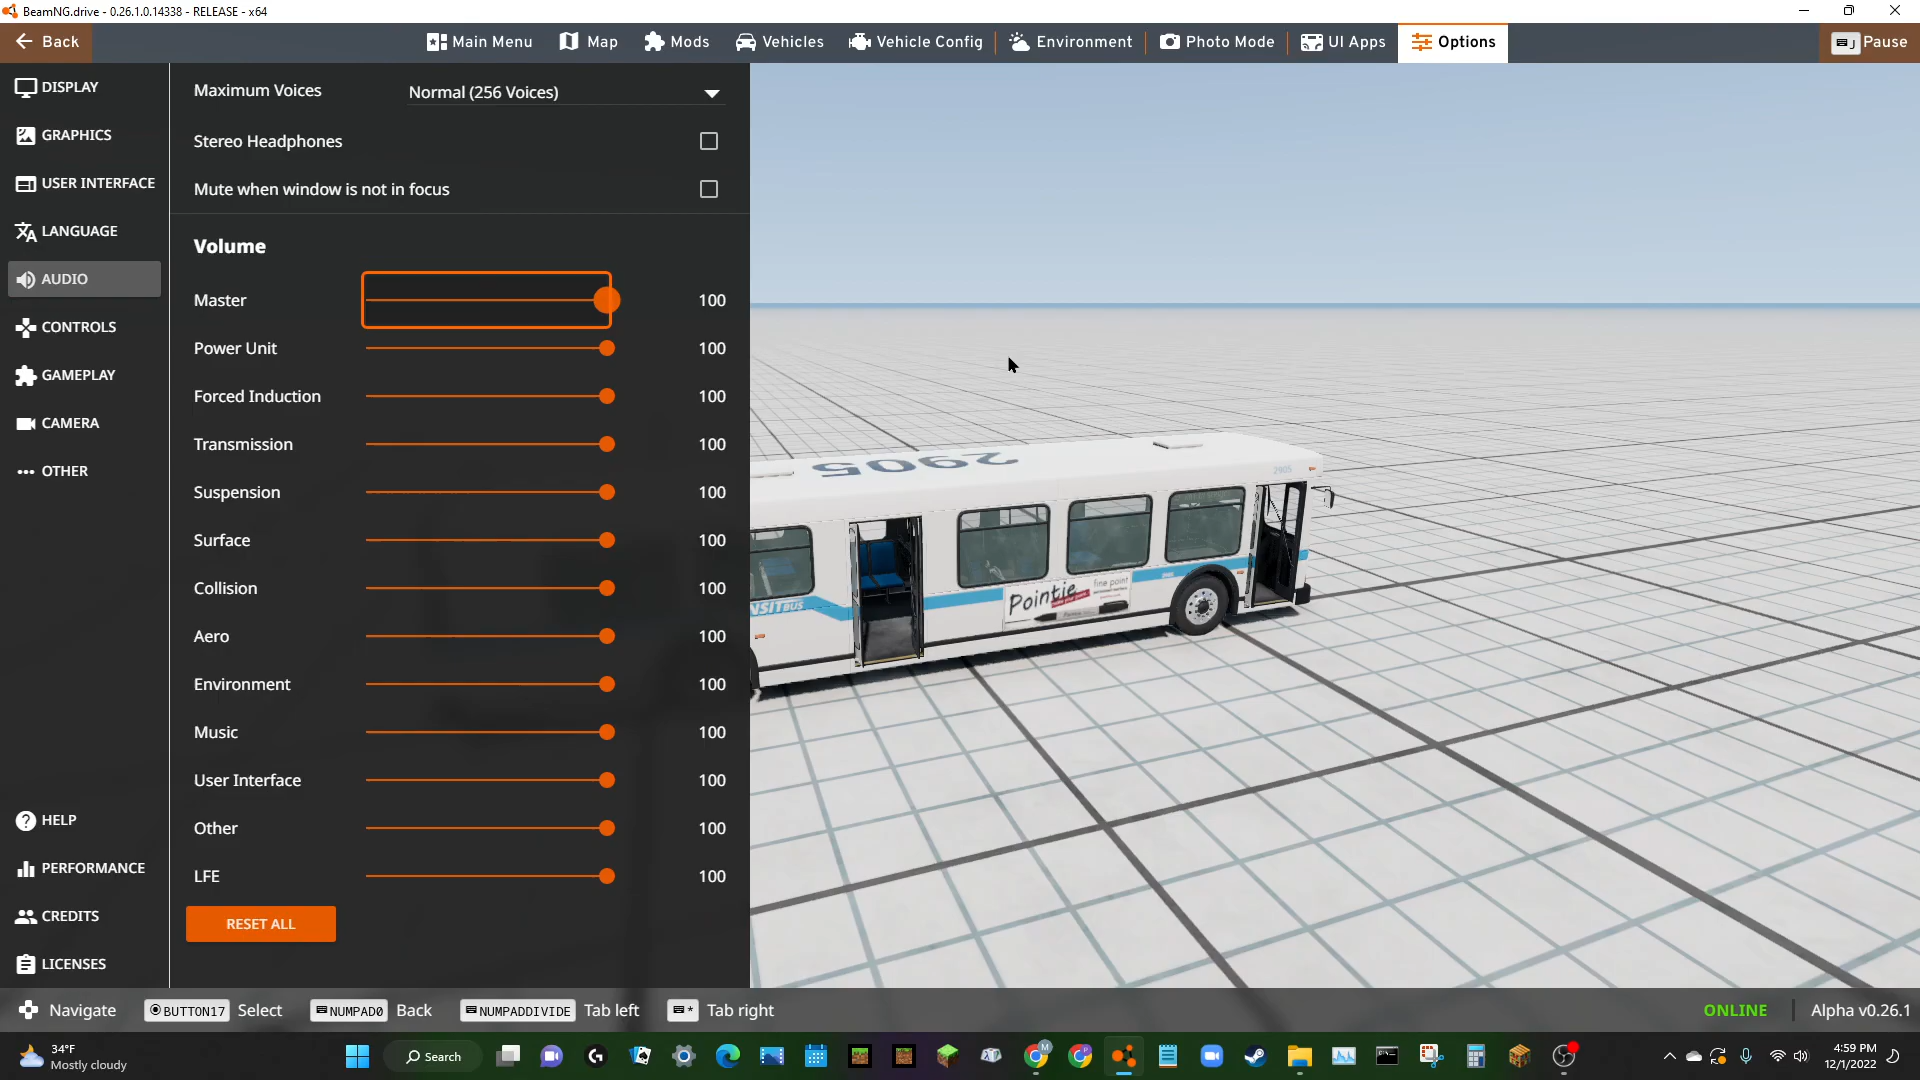 BeamNG.drive - 0.26.1.0.14338 - RELEASE - x64
Back
Main Menu
Map
Mods
Vehicles
Vehicle Config
Environment
Photo Mode
UI Apps
Options
J
Pause
DISPLAY
GRAPHICS
USER INTERFACE
LANGUAGE
AUDIO
CONTROLS
GAMEPLAY
CAMERA
OTHER
HELP
PERFORMANCE
CREDITS
LICENSES
Maximum Voices Normal (256 Voices)
Stereo Headphones
Mute when window is not in focus
Volume
Master 100
Power Unit 100
Forced Induction 100
Transmission 100
Suspension 100
Surface 100
Collision 100
Aero 100
Environment 100
Music 100
User Interface 100
Other 100
LFE 100
RESET ALL
2905
2905
NSITBUS
Pointie
fine point
Navigate
BUTTON17 Select
NUMPAD0 Back
NUMPADDIVIDE Tab left
* Tab right
ONLINE
Alpha v0.26.1
34°F
Mostly cloudy
Search
4:59 PM
12/1/2022